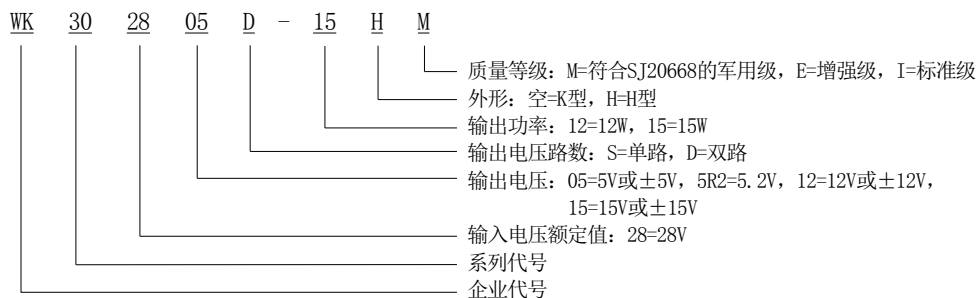 WK 30 28 05 D - 15 H M
质量等级：M=符合SJ20668的军用级，E=增强级，I=标准级
外形：空=K型，H=H型
输出功率：12=12W，15=15W
输出电压路数：S=单路，D=双路
输出电压：05=5V或±5V，5R2=5.2V，12=12V或±12V，
15=15V或±15V
输入电压额定值：28=28V
系列代号
企业代号